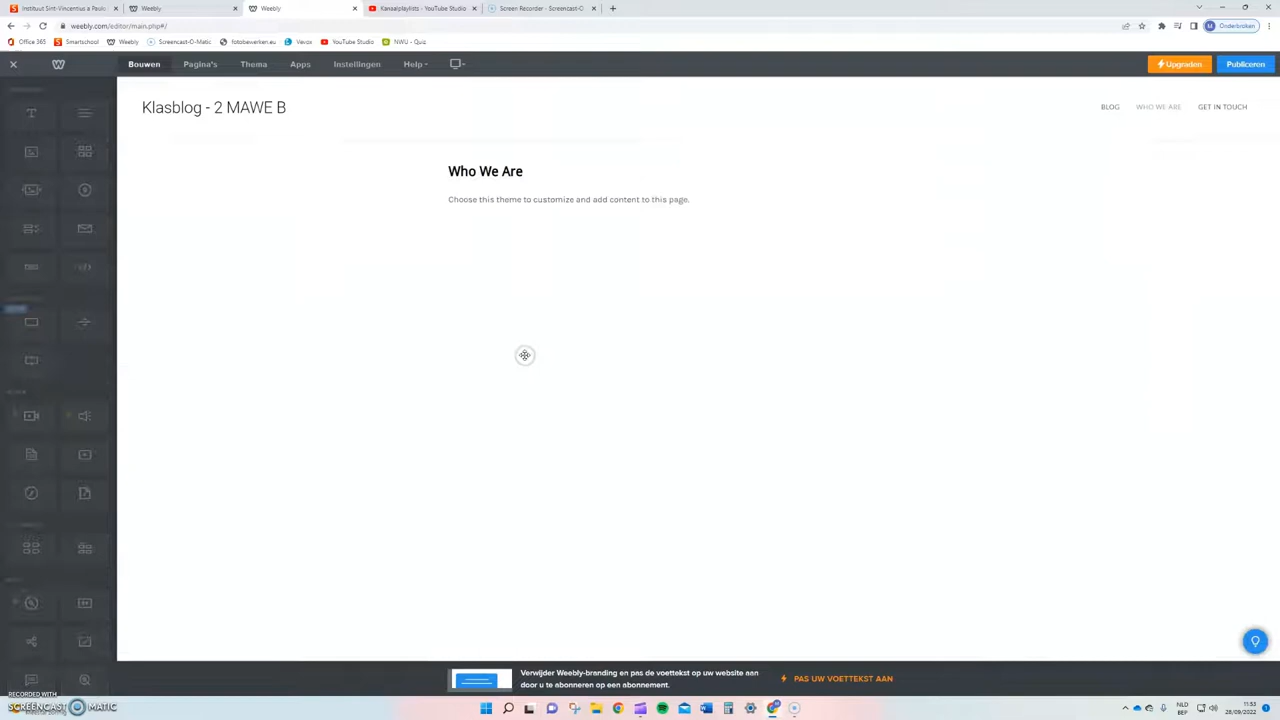 Instituut Sint-Vincentius a Paulo
Weebly
Weebly
Kanaalplaylists - YouTube Studio
Screen Recorder - Screencast-O
weebly.com/editor/main.php#/
Onderbroken
Office 365
Smartschool
Weebly
Screencast-O-Matic
fotobewerken.eu
Vevox
YouTube Studio
NWU - Quiz
Bouwen
Pagina's
Thema
Apps
Instellingen
Help
Upgraden
Publiceren
Klasblog - 2 MAWE B
BLOG
WHO WE ARE
GET IN TOUCH
Who We Are
Choose this theme to customize and add content to this page.
Verwijder Weebly-branding en pas de voettekst op uw website aan
door u te abonneren op een abonnement.
PAS UW VOETTEKST AAN
RECORDED WITH
SCREENCAST MATIC
NLD
BEP
11:53
28/09/2022